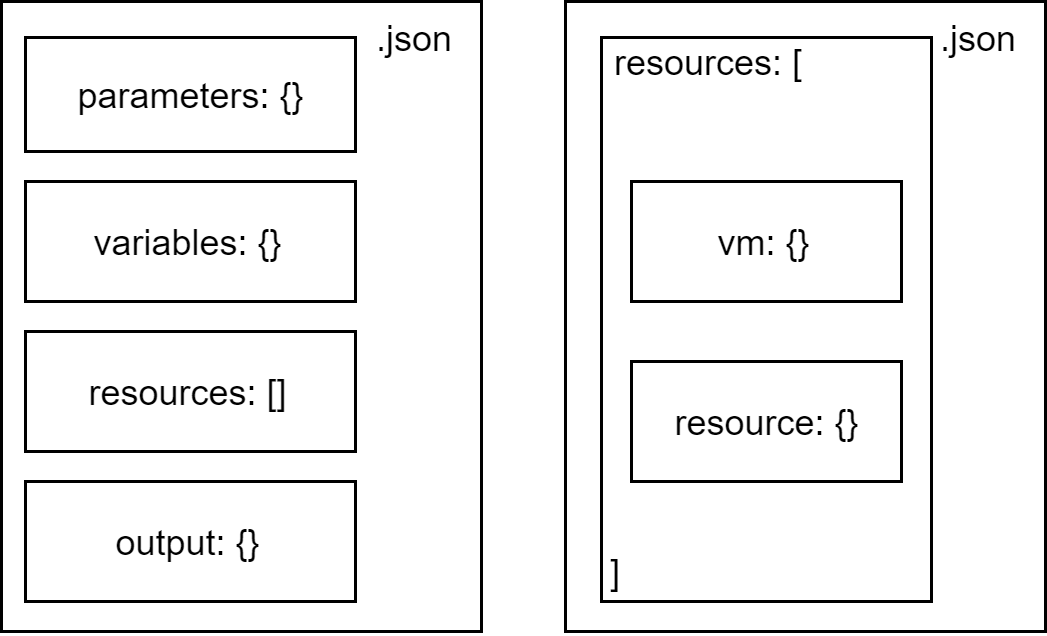 .json
parameters: {}
variables: {}
resources: []
output: {}
.json
resources: [
vm: {}
resource: {}
]